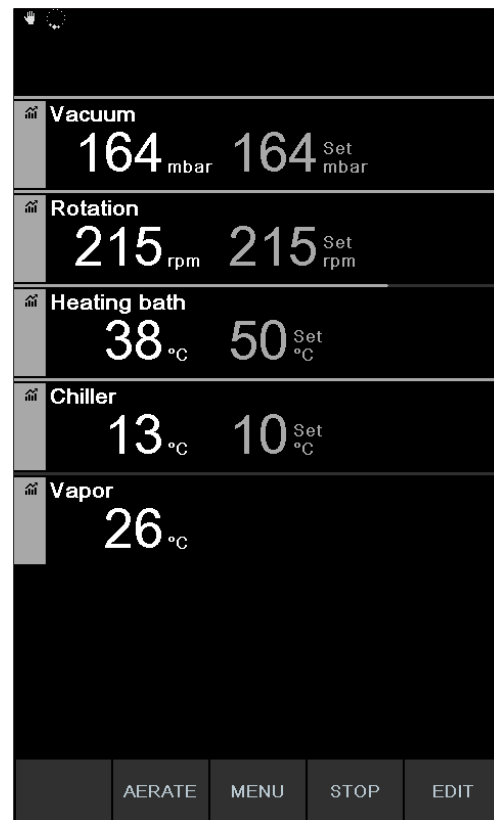 Vacuum
164 mbar 164 Set mbar
Rotation
215 rpm 215 Set rpm
Heating bath
38 °C 50 Set °C
Chiller
13 °C 10 Set °C
Vapor
26 °C
AERATE MENU STOP EDIT